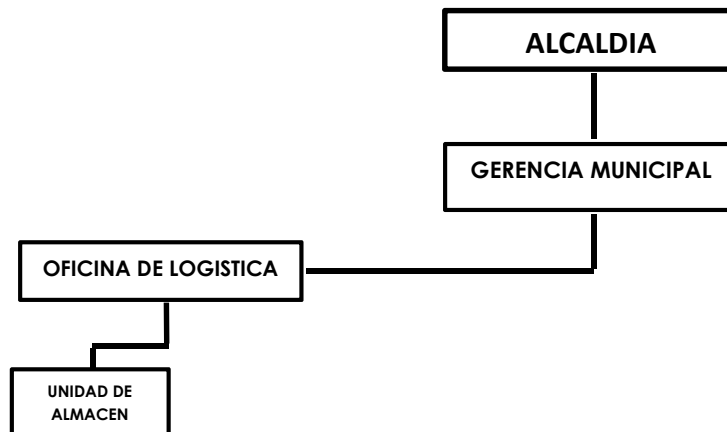 ALCALDIA
GERENCIA MUNICIPAL
OFICINA DE LOGISTICA
UNIDAD DE
ALMACEN